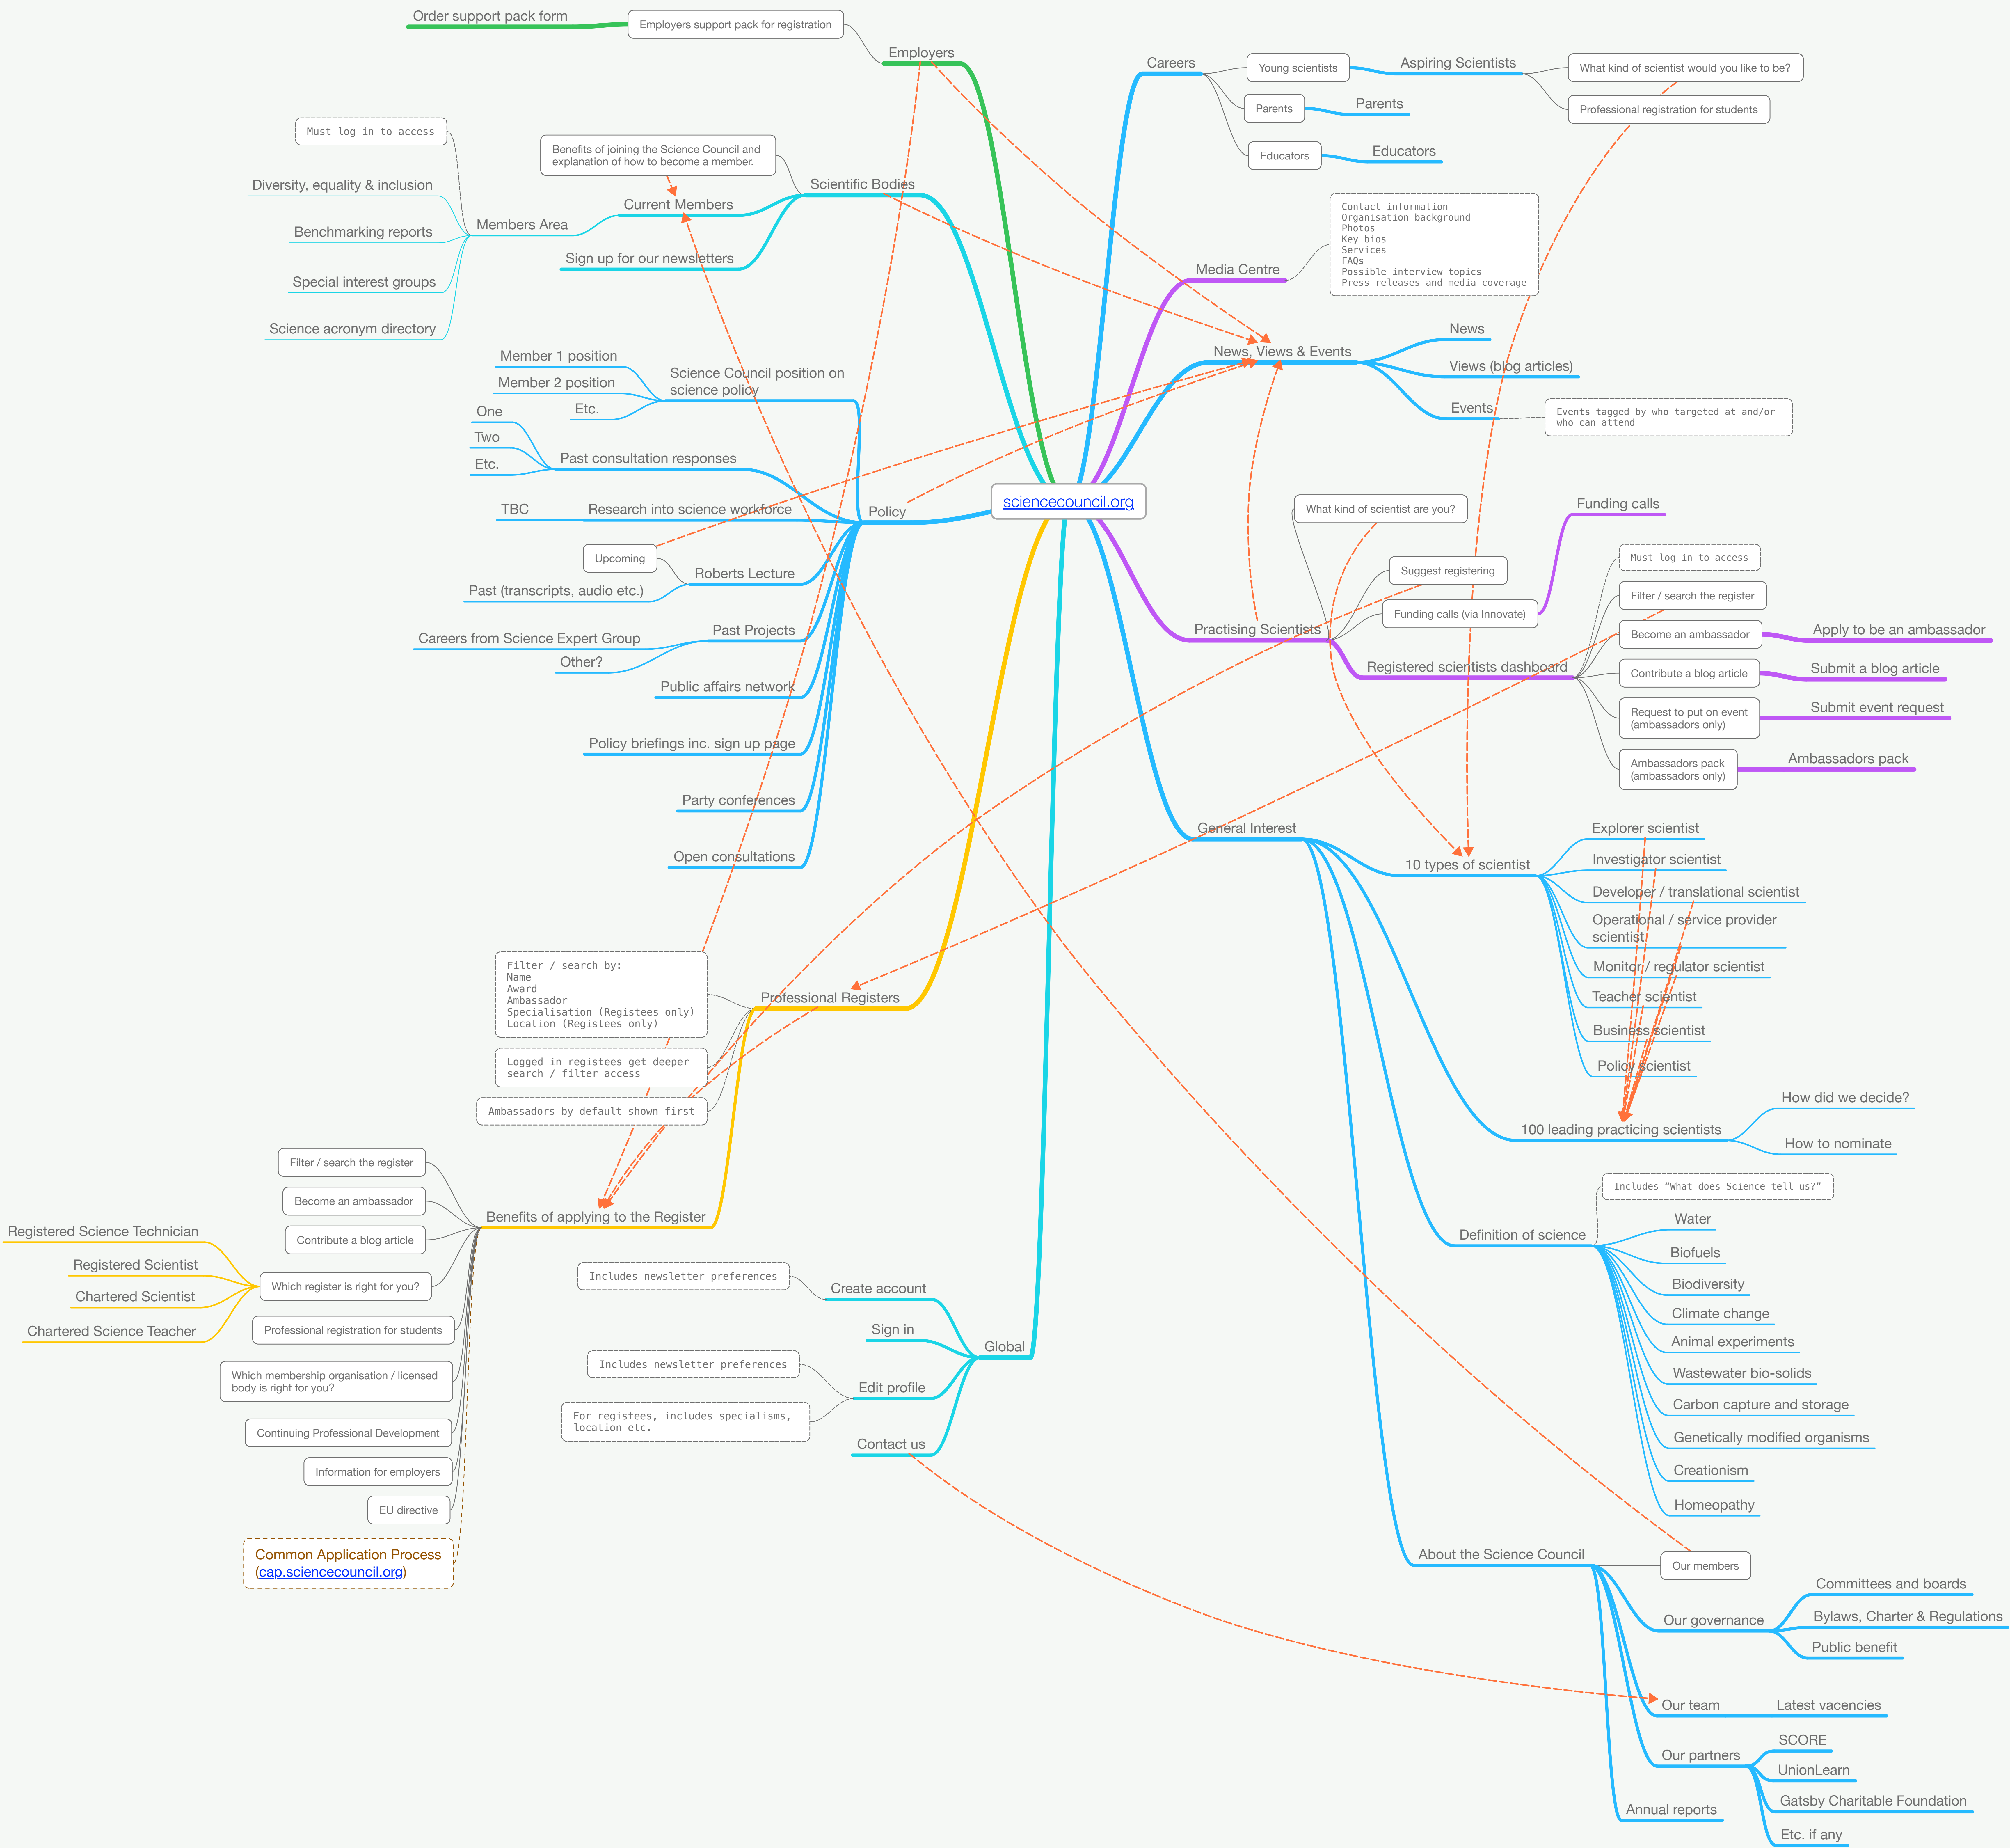 sciencecouncil.org
Employers
Employers support pack for registration
Order support pack form
Scientific Bodies
Benefits of joining the Science Council and
explanation of how to become a member.
Current Members
Members Area
Must log in to access
Diversity, equality & inclusion
Benchmarking reports
Special interest groups
Science acronym directory
Sign up for our newsletters
Policy
Science Council position on
science policy
Member 1 position
Member 2 position
Etc.
Past consultation responses
One
Two
Etc.
Research into science workforce
TBC
Roberts Lecture
Upcoming
Past (transcripts, audio etc.)
Past Projects
Careers from Science Expert Group
Other?
Public affairs network
Policy briefings inc. sign up page
Party conferences
Open consultations
Professional Registers
Filter / search by:
Name
Award
Ambassador
Specialisation (Registees only)
Location (Registees only)
Logged in registees get deeper
search / filter access
Ambassadors by default shown first
Benefits of applying to the Register
Filter / search the register
Become an ambassador
Contribute a blog article
Which register is right for you?
Registered Science Technician
Registered Scientist
Chartered Scientist
Chartered Science Teacher
Professional registration for students
Which membership organisation / licensed
body is right for you?
Continuing Professional Development
Information for employers
EU directive
Common Application Process
(cap.sciencecouncil.org)
Global
Create account
Includes newsletter preferences
Sign in
Edit profile
Includes newsletter preferences
For registees, includes specialisms,
location etc.
Contact us
Careers
Young scientists
Aspiring Scientists
What kind of scientist would you like to be?
Professional registration for students
Parents
Parents
Educators
Educators
Media Centre
Contact information
Organisation background
Photos
Key bios
Services
FAQs
Possible interview topics
Press releases and media coverage
News, Views & Events
News
Views (blog articles)
Events
Events tagged by who targeted at and/or
who can attend
Practising Scientists
What kind of scientist are you?
Suggest registering
Funding calls (via Innovate)
Funding calls
Registered scientists dashboard
Must log in to access
Filter / search the register
Become an ambassador
Apply to be an ambassador
Contribute a blog article
Submit a blog article
Request to put on event
(ambassadors only)
Submit event request
Ambassadors pack
(ambassadors only)
Ambassadors pack
General Interest
10 types of scientist
Explorer scientist
Investigator scientist
Developer / translational scientist
Operational / service provider
scientist
Monitor / regulator scientist
Teacher scientist
Business scientist
Policy scientist
100 leading practicing scientists
How did we decide?
How to nominate
Definition of science
Includes “What does Science tell us?”
Water
Biofuels
Biodiversity
Climate change
Animal experiments
Wastewater bio-solids
Carbon capture and storage
Genetically modified organisms
Creationism
Homeopathy
About the Science Council
Our members
Our governance
Committees and boards
Bylaws, Charter & Regulations
Public benefit
Our team
Latest vacencies
Our partners
SCORE
UnionLearn
Gatsby Charitable Foundation
Etc. if any
Annual reports